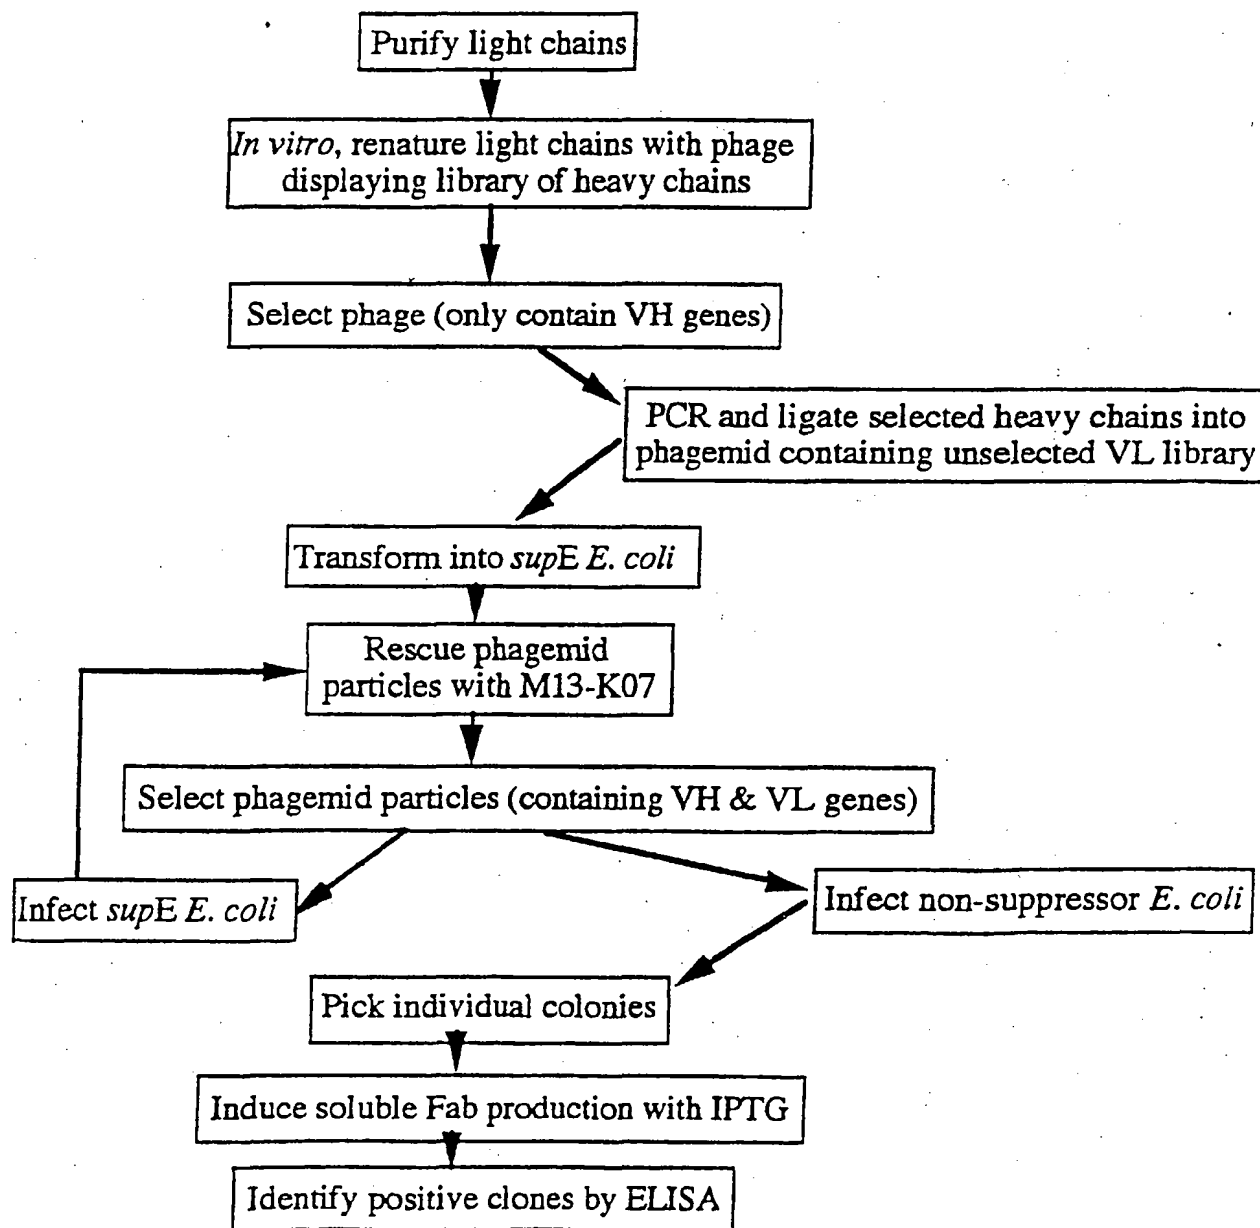 Purify light chains
In vitro, renature light chains with phage
displaying library of heavy chains
Select phage (only contain VH genes)
PCR and ligate selected heavy chains into
phagemid containing unselected VL library
Transform into supE E. coli
Rescue phagemid
particles with M13-K07
Select phagemid particles (containing VH & VL genes)
Infect supE E. coli
Infect non-suppressor E. coli
Pick individual colonies
Induce soluble Fab production with IPTG
Identify positive clones by ELISA